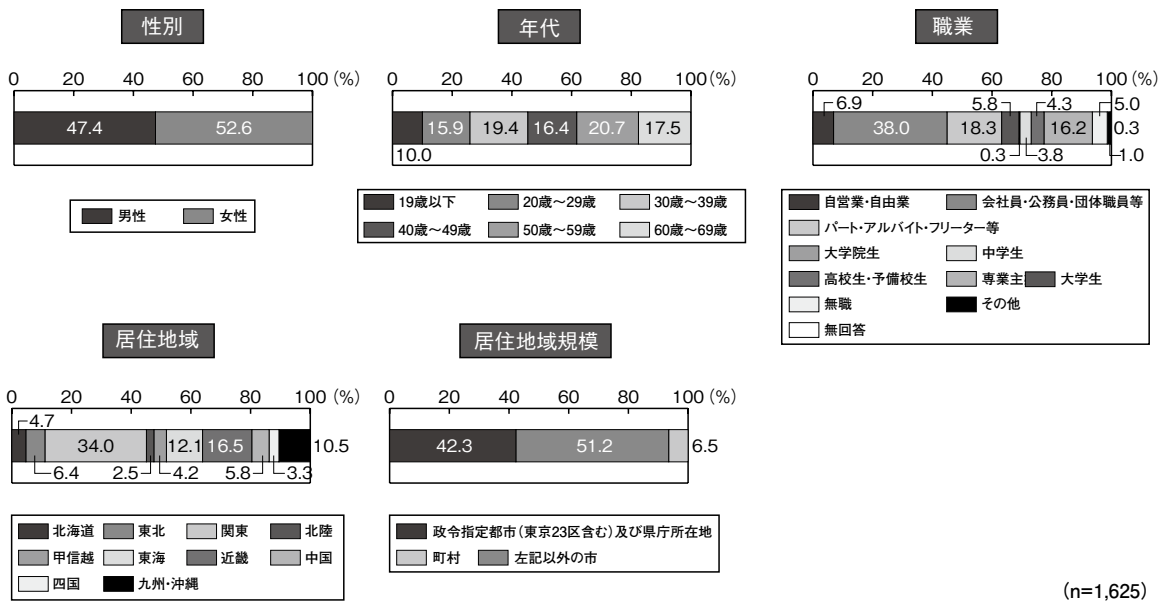 性別
0 20 40 60 80 100 (%)
47.4 52.6
男性 女性
年代
0 20 40 60 80 100 (%)
15.9 19.4 16.4 20.7 17.5
10.0
19歳以下 20歳～29歳 30歳～39歳
40歳～49歳 50歳～59歳 60歳～69歳
職業
0 20 40 60 80 100 (%)
6.9 5.8 4.3 5.0
38.0 18.3 16.2 0.3
0.3 3.8 1.0
自営業・自由業 会社員・公務員・団体職員等
パート・アルバイト・フリーター等
大学院生 中学生
高校生・予備校生 専業主 大学生
無職 その他
無回答
居住地域
0 20 40 60 80 100 (%)
4.7
34.0 12.1 16.5 10.5
6.4 2.5 4.2 5.8 3.3
北海道 東北 関東 北陸
甲信越 東海 近畿 中国
四国 九州・沖縄
居住地域規模
0 20 40 60 80 100 (%)
42.3 51.2 6.5
政令指定都市（東京23区含む）及び県庁所在地
町村 左記以外の市
(n=1,625)